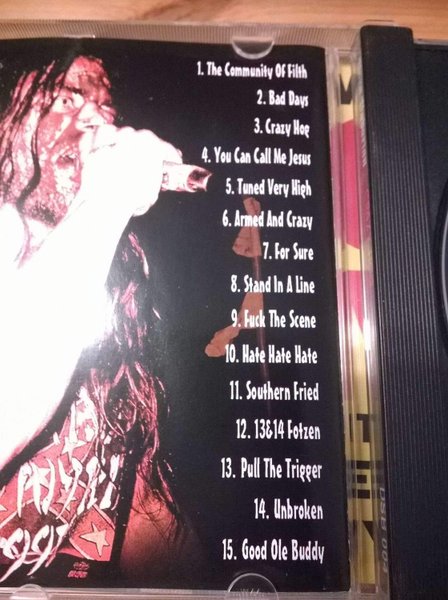 1. The Community Of Filth
2. Bad Days
3. Crazy Hog
4. You Can Call Me Jesus
5. Tuned Very High
6. Armed And Crazy
7. For Sure
8. Stand In A Line
9. Fuck The Scene
10. Hate Hate Hate
11. Southern Fried
12. 13&14 Fotzen
13. Pull The Trigger
14. Unbroken
15. Good Ole Buddy